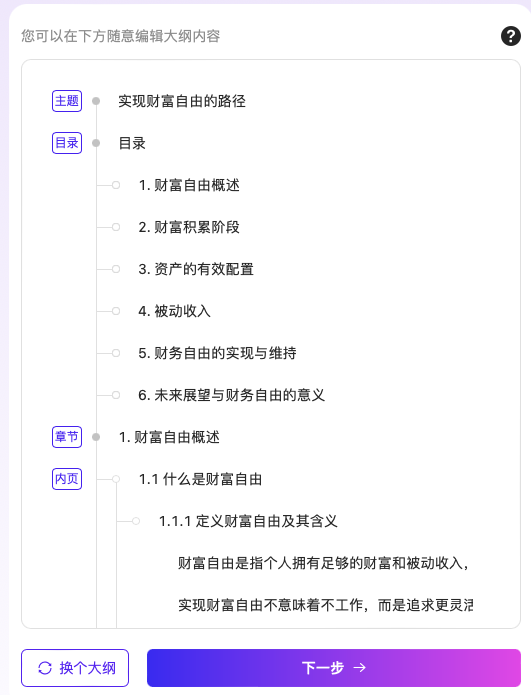 您可以在下方随意编辑大纲内容
?
主题 实现财富自由的路径
目录 目录
1. 财富自由概述
2. 财富积累阶段
3. 资产的有效配置
4. 被动收入
5. 财务自由的实现与维持
6. 未来展望与财务自由的意义
章节 1. 财富自由概述
内页 1.1 什么是财富自由
1.1.1 定义财富自由及其含义
财富自由是指个人拥有足够的财富和被动收入，
实现财富自由不意味着不工作，而是追求更灵活
换个大纲 下一步